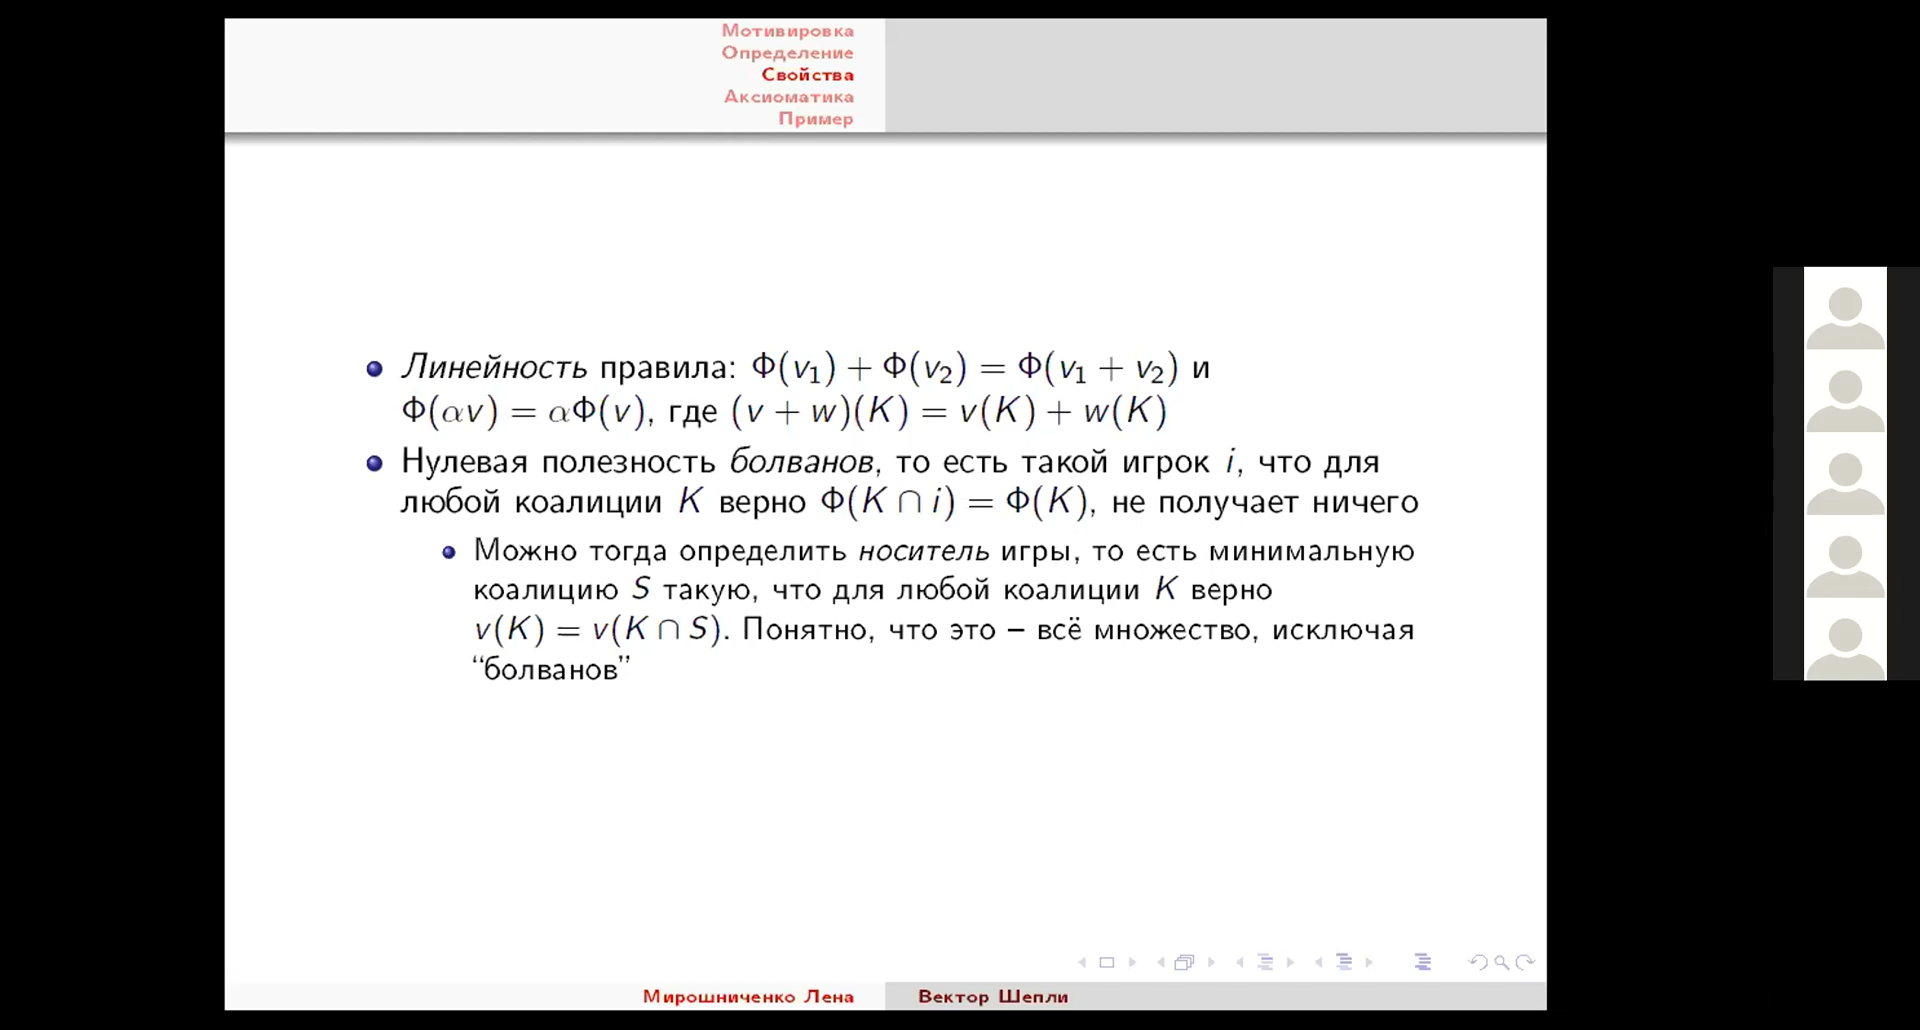 Мотивировка
Определение
Свойства
Аксиоматика
Пример
Линейность правила: Φ(v₁) + Φ(v₂) = Φ(v₁ + v₂) и
Φ(αv) = αΦ(v), где (v + w)(K) = v(K) + w(K)
Нулевая полезность болванов, то есть такой игрок i, что для
любой коалиции K верно Φ(K ∩ i) = Φ(K), не получает ничего
Можно тогда определить носитель игры, то есть минимальную
коалицию S такую, что для любой коалиции K верно
v(K) = v(K ∩ S). Понятно, что это – всё множество, исключая
“болванов”
Мирошниченко Лена
Вектор Шепли